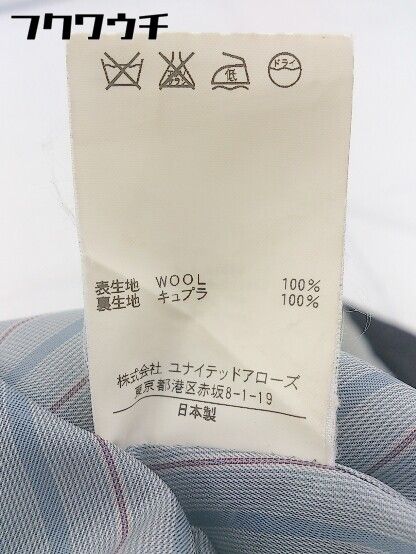 フクワウチ
低
ドライ
表生地 WOOL 100%
裏生地 キュプラ 100%
株式会社 ユナイテッドアローズ
東京都港区赤坂8-1-19
日本製